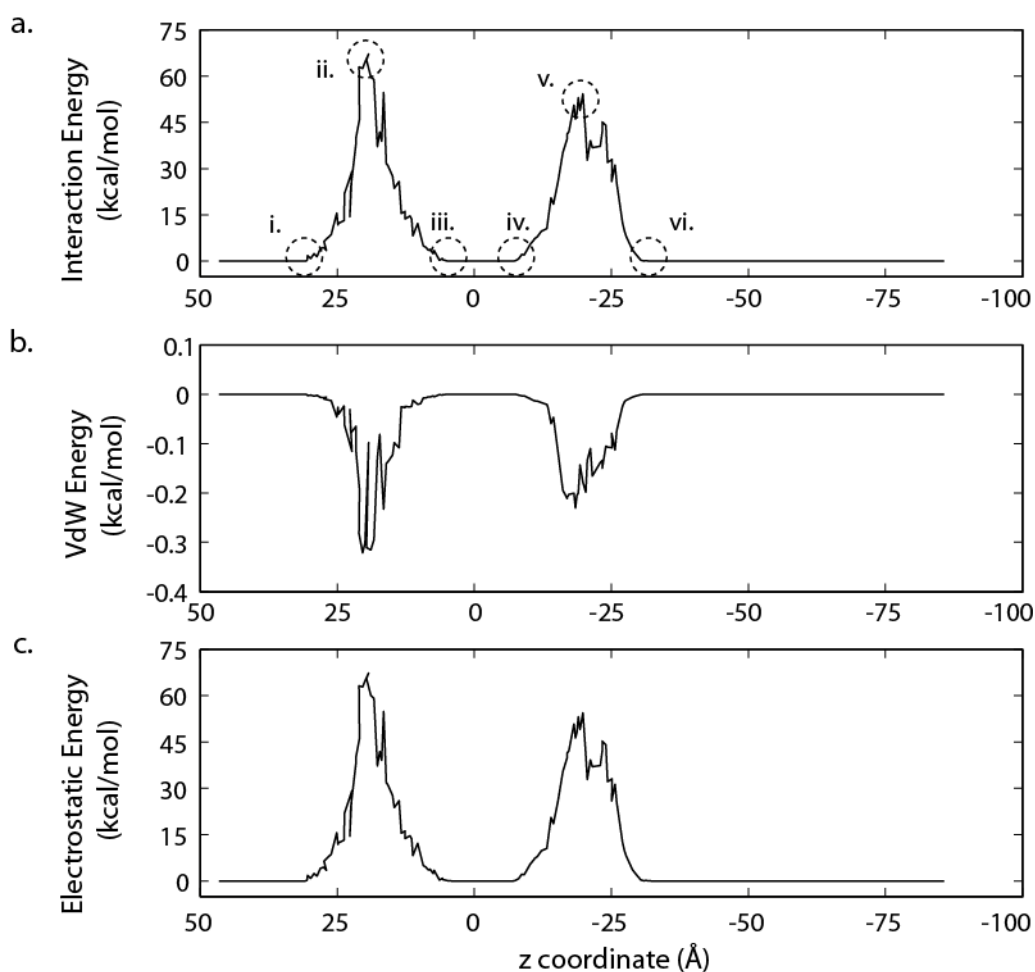 a.
Interaction Energy
(kcal/mol)
75
60
45
30
15
0
i.
ii.
iii.
iv.
v.
vi.
50
25
0
-25
-50
-75
-100
b.
VdW Energy
(kcal/mol)
0.1
0
-0.1
-0.2
-0.3
-0.4
50
25
0
-25
-50
-75
-100
c.
Electrostatic Energy
(kcal/mol)
75
60
45
30
15
0
50
25
0
-25
-50
-75
-100
z coordinate (Å)